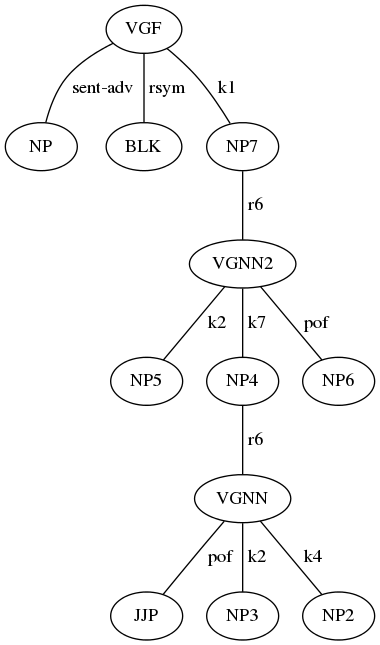 VGF
sent-adv rsym k1
NP BLK NP7
r6
VGNN2
k2 k7 pof
NP5 NP4 NP6
r6
VGNN
pof k2 k4
JJP NP3 NP2